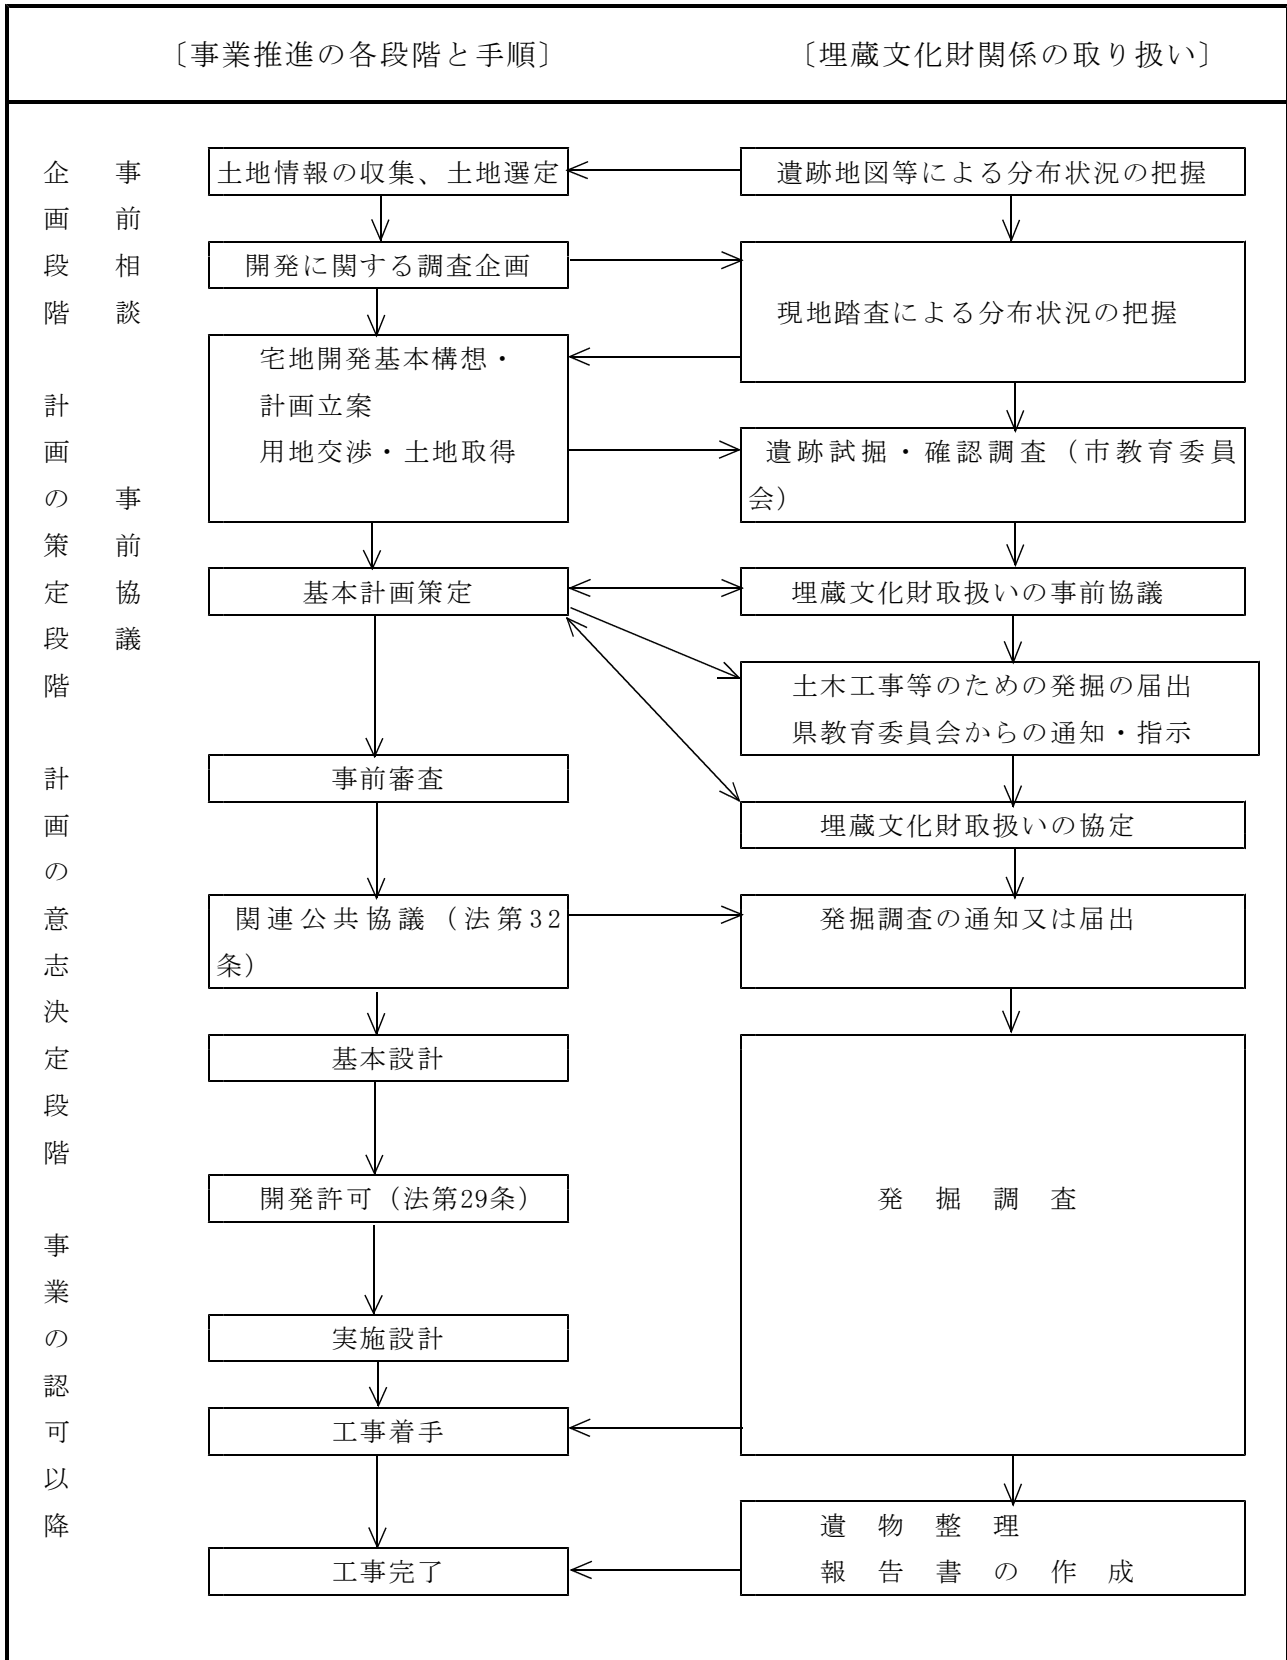 〔事業推進の各段階と手順〕
〔埋蔵文化財関係の取り扱い〕
企画段階
事前相談
計画の策定段階
事前協議
計画の意志決定段階
事業の認可以降
土地情報の収集、土地選定
開発に関する調査企画
宅地開発基本構想・
計画立案
用地交渉・土地取得
基本計画策定
事前審査
関連公共協議（法第32
条）
基本設計
開発許可（法第29条）
実施設計
工事着手
工事完了
遺跡地図等による分布状況の把握
現地踏査による分布状況の把握
遺跡試掘・確認調査（市教育委員
会）
埋蔵文化財取扱いの事前協議
土木工事等のための発掘の届出
県教育委員会からの通知・指示
埋蔵文化財取扱いの協定
発掘調査の通知又は届出
発掘調査
遺物整理
報告書の作成